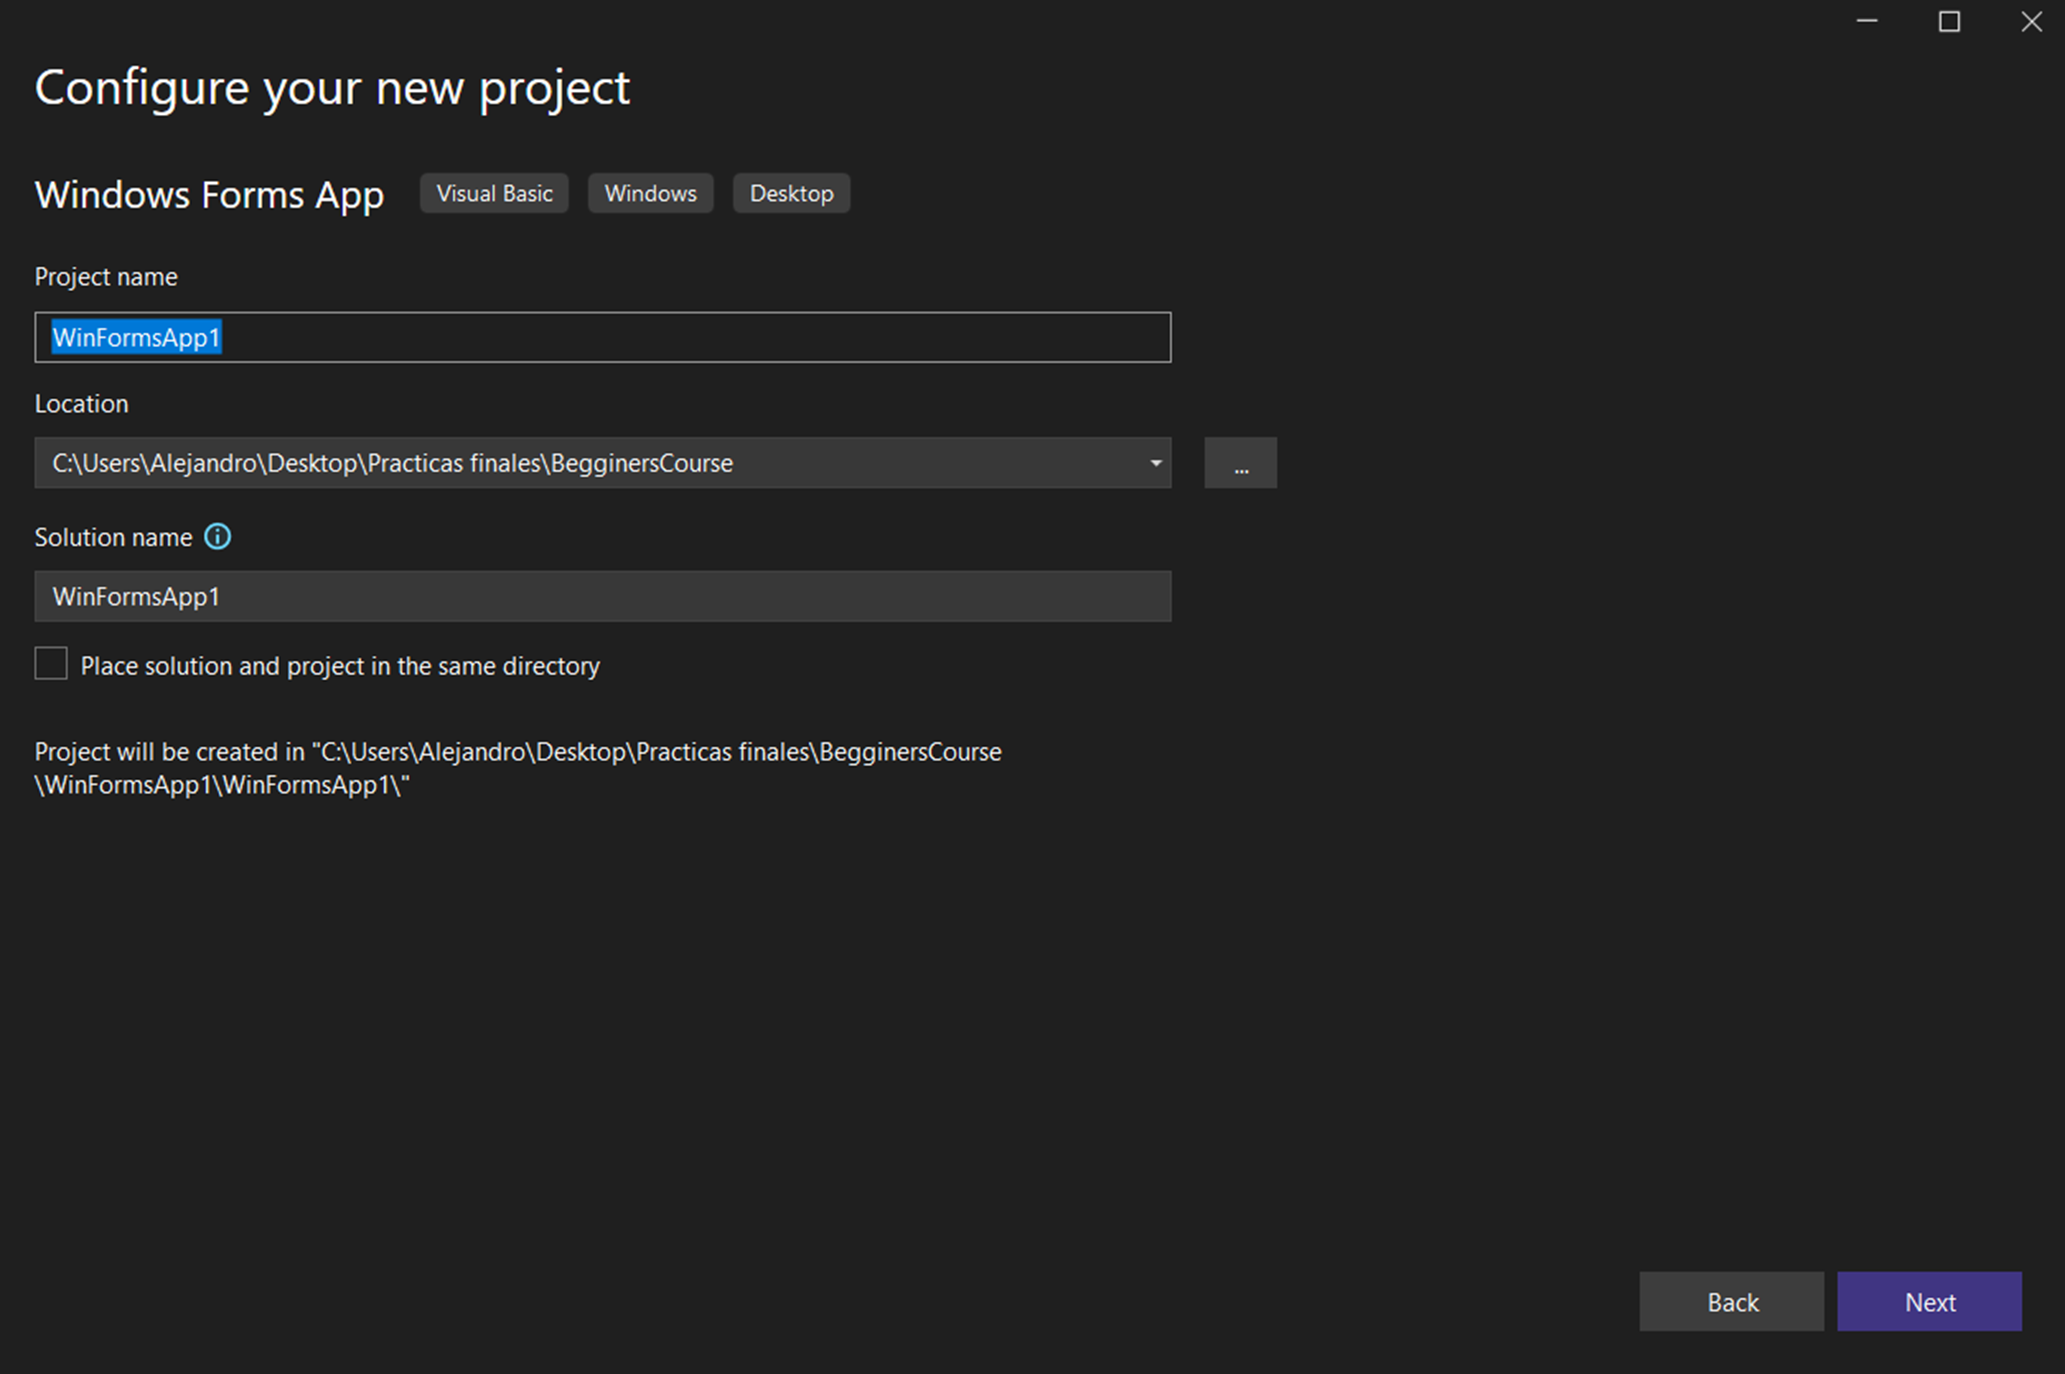 Configure your new project
Windows Forms App Visual Basic Windows Desktop
Project name
WinFormsApp1
Location
C:\Users\Alejandro\Desktop\Practicas finales\BegginersCourse ...
Solution name
WinFormsApp1
Place solution and project in the same directory
Project will be created in "C:\Users\Alejandro\Desktop\Practicas finales\BegginersCourse
\WinFormsApp1\WinFormsApp1\"
Back Next